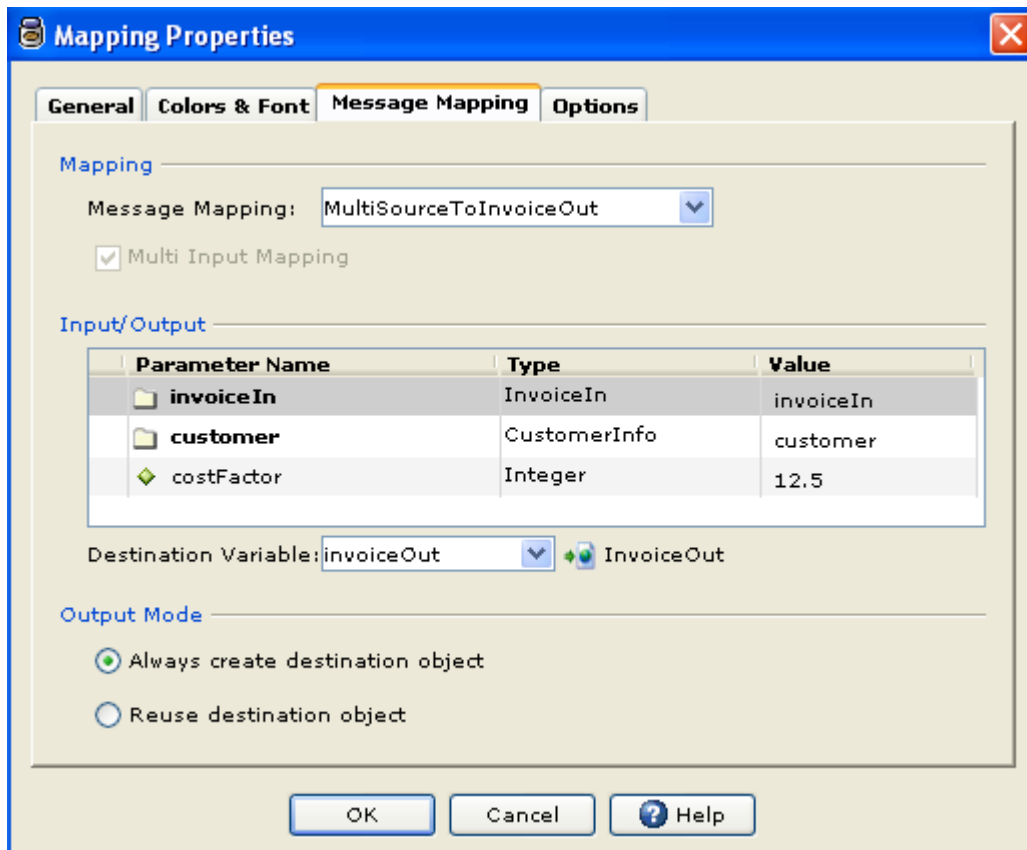 Mapping Properties
General Colors & Font Message Mapping Options
Mapping
Message Mapping: MultiSourceToInvoiceOut
Multi Input Mapping
Input/Output
Parameter Name Type Value
invoiceIn InvoiceIn invoiceIn
customer CustomerInfo customer
costFactor Integer 12.5
Destination Variable: invoiceOut InvoiceOut
Output Mode
Always create destination object
Reuse destination object
OK Cancel Help